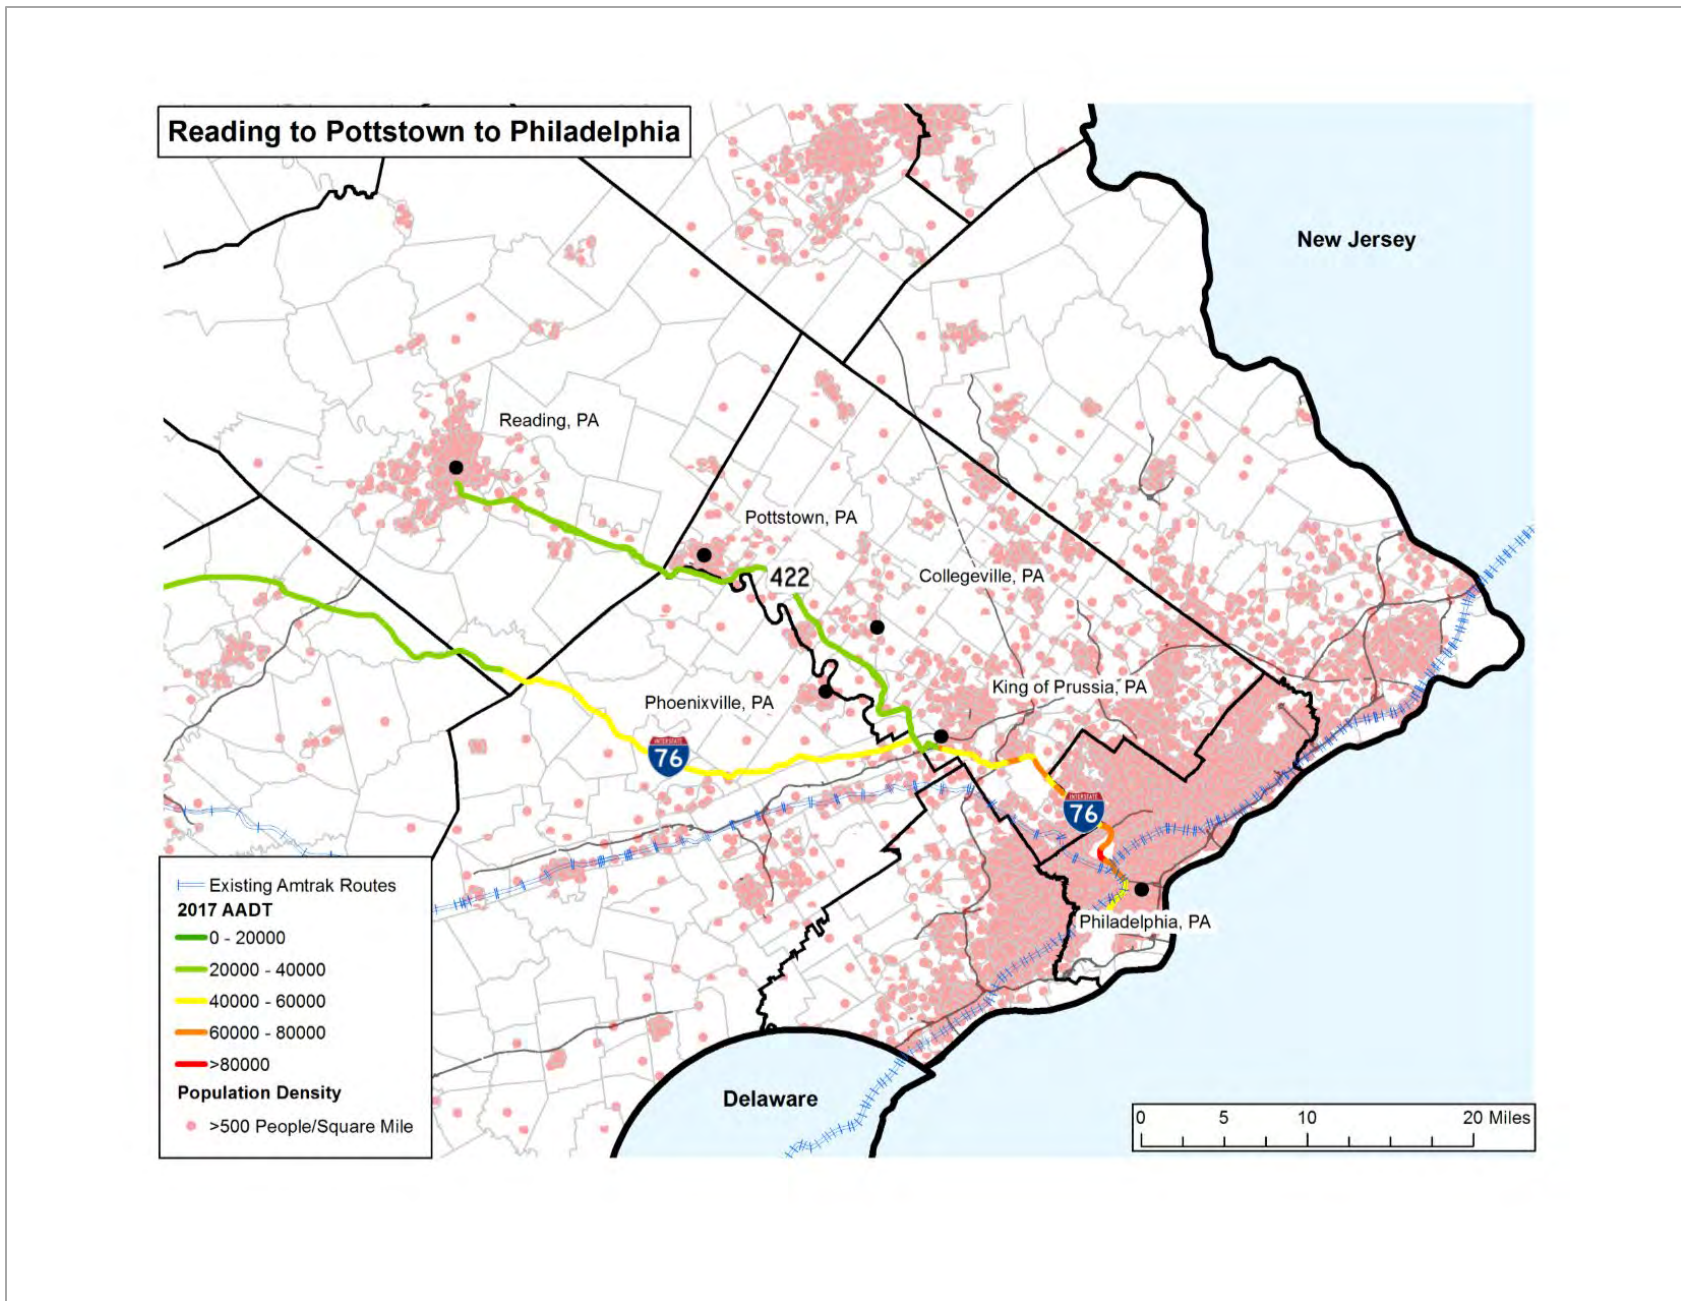 Reading to Pottstown to Philadelphia
New Jersey
Reading, PA
Pottstown, PA
422
Collegeville, PA
King of Prussia, PA
Phoenixville, PA
INTERSTATE
76
INTERSTATE
76
Philadelphia, PA
Existing Amtrak Routes
2017 AADT
0 - 20000
20000 - 40000
40000 - 60000
60000 - 80000
>80000
Population Density
>500 People/Square Mile
Delaware
0 5 10 20 Miles